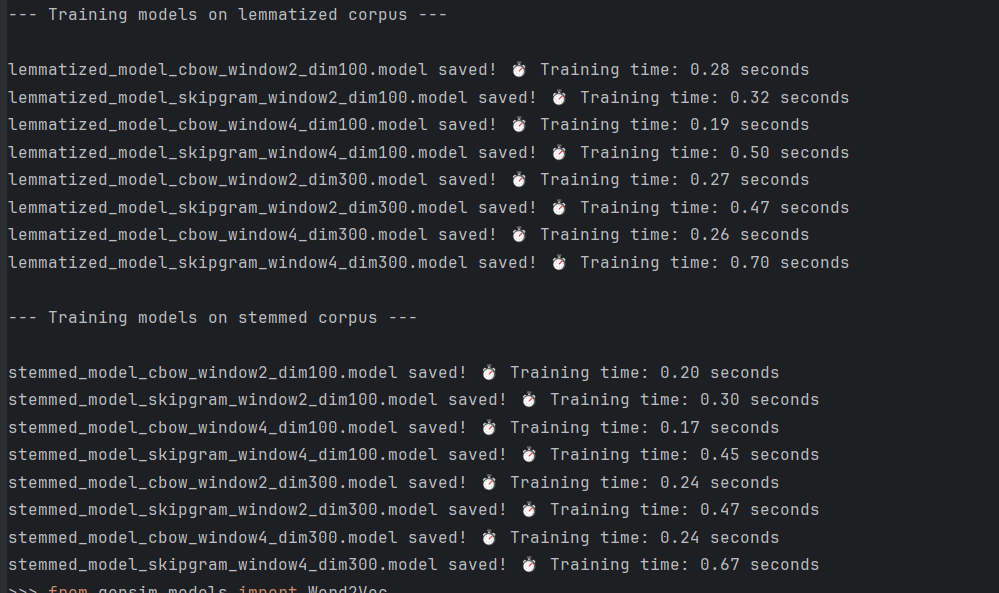 --- Training models on lemmatized corpus ---
lemmatized_model_cbow_window2_dim100.model saved! ⏱ Training time: 0.28 seconds
lemmatized_model_skipgram_window2_dim100.model saved! ⏱ Training time: 0.32 seconds
lemmatized_model_cbow_window4_dim100.model saved! ⏱ Training time: 0.19 seconds
lemmatized_model_skipgram_window4_dim100.model saved! ⏱ Training time: 0.50 seconds
lemmatized_model_cbow_window2_dim300.model saved! ⏱ Training time: 0.27 seconds
lemmatized_model_skipgram_window2_dim300.model saved! ⏱ Training time: 0.47 seconds
lemmatized_model_cbow_window4_dim300.model saved! ⏱ Training time: 0.26 seconds
lemmatized_model_skipgram_window4_dim300.model saved! ⏱ Training time: 0.70 seconds
--- Training models on stemmed corpus ---
stemmed_model_cbow_window2_dim100.model saved! ⏱ Training time: 0.20 seconds
stemmed_model_skipgram_window2_dim100.model saved! ⏱ Training time: 0.30 seconds
stemmed_model_cbow_window4_dim100.model saved! ⏱ Training time: 0.17 seconds
stemmed_model_skipgram_window4_dim100.model saved! ⏱ Training time: 0.45 seconds
stemmed_model_cbow_window2_dim300.model saved! ⏱ Training time: 0.24 seconds
stemmed_model_skipgram_window2_dim300.model saved! ⏱ Training time: 0.47 seconds
stemmed_model_cbow_window4_dim300.model saved! ⏱ Training time: 0.24 seconds
stemmed_model_skipgram_window4_dim300.model saved! ⏱ Training time: 0.67 seconds
>>> from gensim.models import Word2Vec